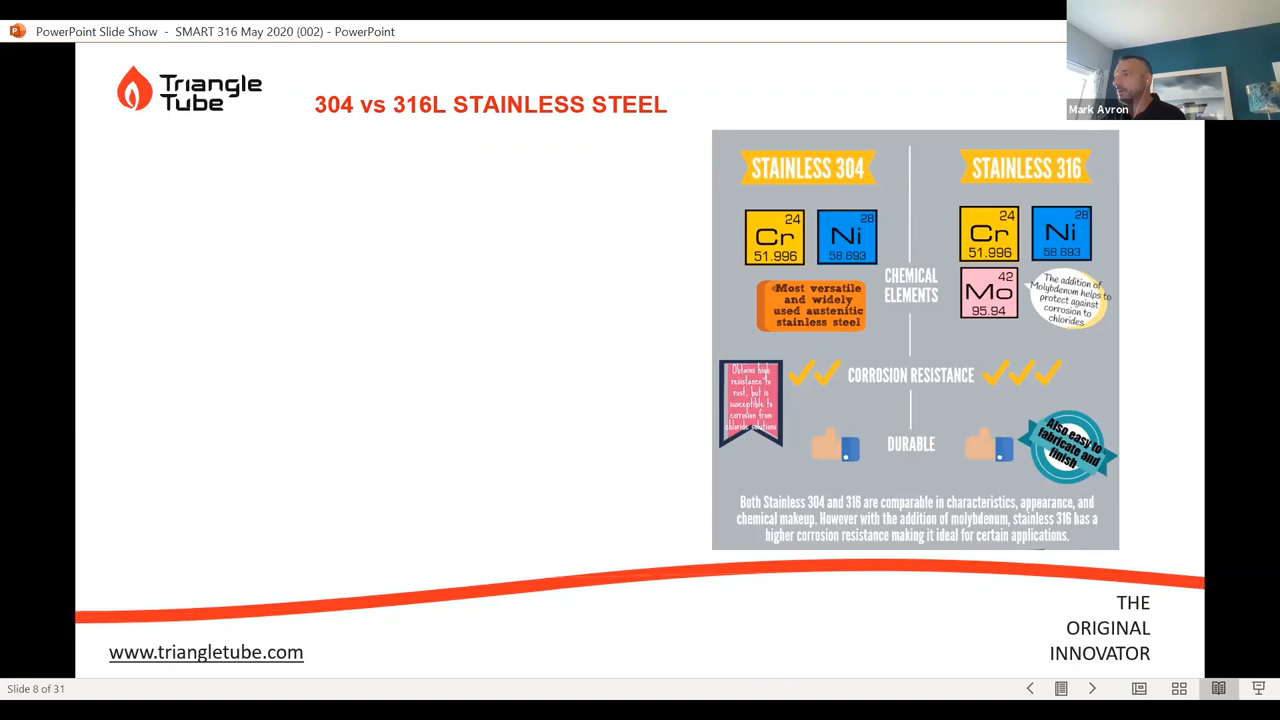 PowerPoint Slide Show - SMART 316 May 2020 (002) - PowerPoint
Mark Avron
Triangle
Tube
304 vs 316L STAINLESS STEEL
STAINLESS 304
STAINLESS 316
24
Cr
51.996
28
Ni
58.693
24
Cr
51.996
28
Ni
58.693
CHEMICAL
ELEMENTS
Most versatile
and widely
used austenitic
stainless steel
42
Mo
95.94
The addition of
Molybdenum helps to
protect against
corrosion to
chlorides
Obtains high
resistance to
rust, but is
susceptible to
corrosion from
chloride solutions
CORROSION RESISTANCE
DURABLE
Also easy to
fabricate and
finish
Both Stainless 304 and 316 are comparable in characteristics, appearance, and
chemical makeup. However with the addition of molybdenum, stainless 316 has a
higher corrosion resistance making it ideal for certain applications.
THE
ORIGINAL
INNOVATOR
www.triangletube.com
Slide 8 of 31